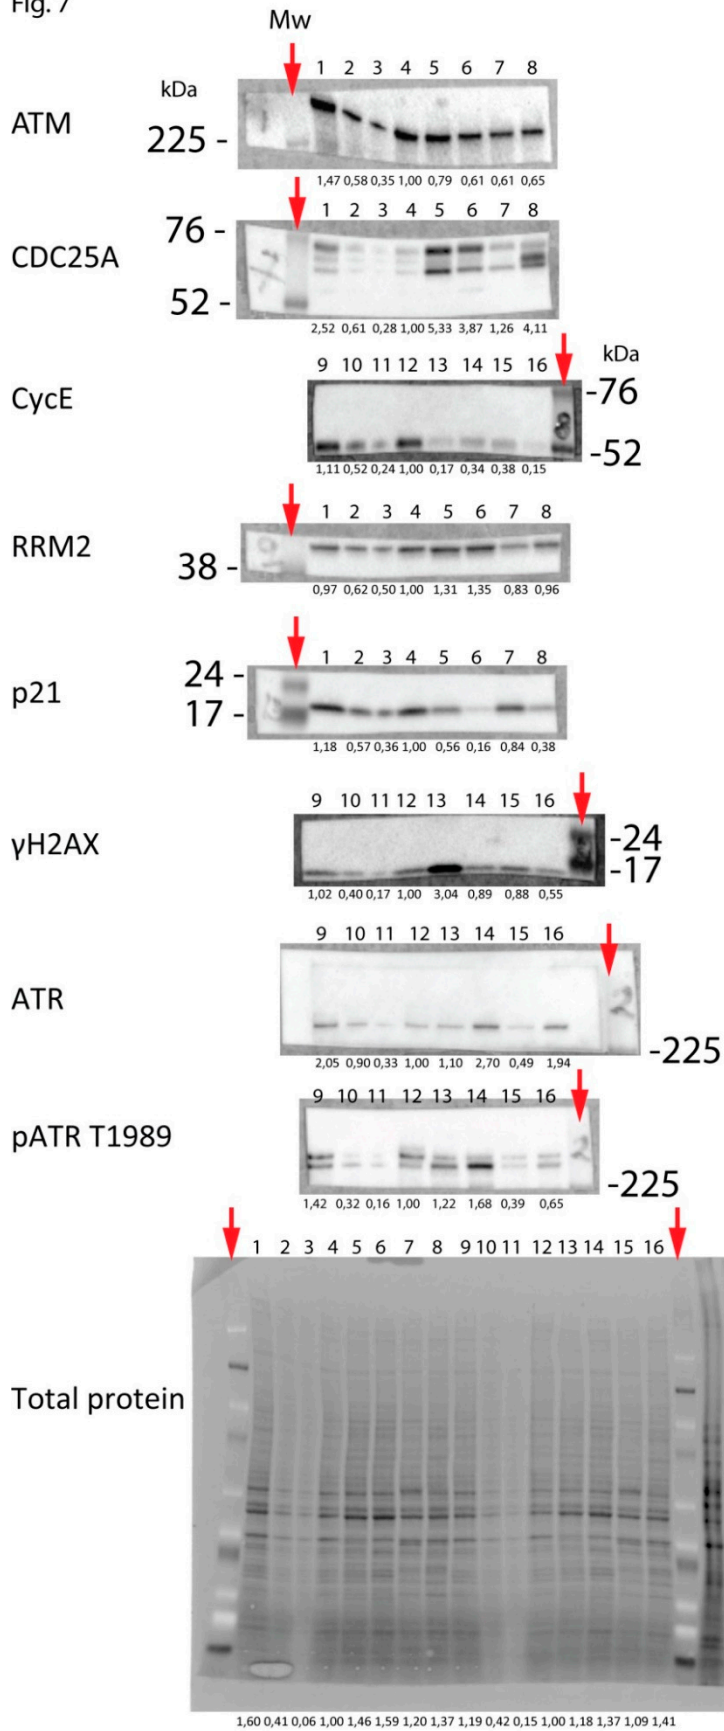 Fig. 7
Mw
kDa
1 2 3 4 5 6 7 8
ATM
225 -
1,47 0,58 0,35 1,00 0,79 0,61 0,61 0,65
1 2 3 4 5 6 7 8
76 -
CDC25A
52 -
2,52 0,61 0,28 1,00 5,33 3,87 1,26 4,11
9 10 11 12 13 14 15 16
kDa
CycE
-76
-52
1,11 0,52 0,24 1,00 0,17 0,34 0,38 0,15
1 2 3 4 5 6 7 8
RRM2
38 -
0,97 0,62 0,50 1,00 1,31 1,35 0,83 0,96
1 2 3 4 5 6 7 8
24 -
p21
17 -
1,18 0,57 0,36 1,00 0,56 0,16 0,84 0,38
9 10 11 12 13 14 15 16
γH2AX
-24
-17
1,02 0,40 0,17 1,00 3,04 0,89 0,88 0,55
9 10 11 12 13 14 15 16
ATR
2
-225
2,05 0,90 0,33 1,00 1,10 2,70 0,49 1,94
9 10 11 12 13 14 15 16
pATR T1989
2
-225
1,42 0,32 0,16 1,00 1,22 1,68 0,39 0,65
1 2 3 4 5 6 7 8 9 10 11 12 13 14 15 16
Total protein
1,60 0,41 0,06 1,00 1,46 1,59 1,20 1,37 1,19 0,42 0,15 1,00 1,18 1,37 1,09 1,41